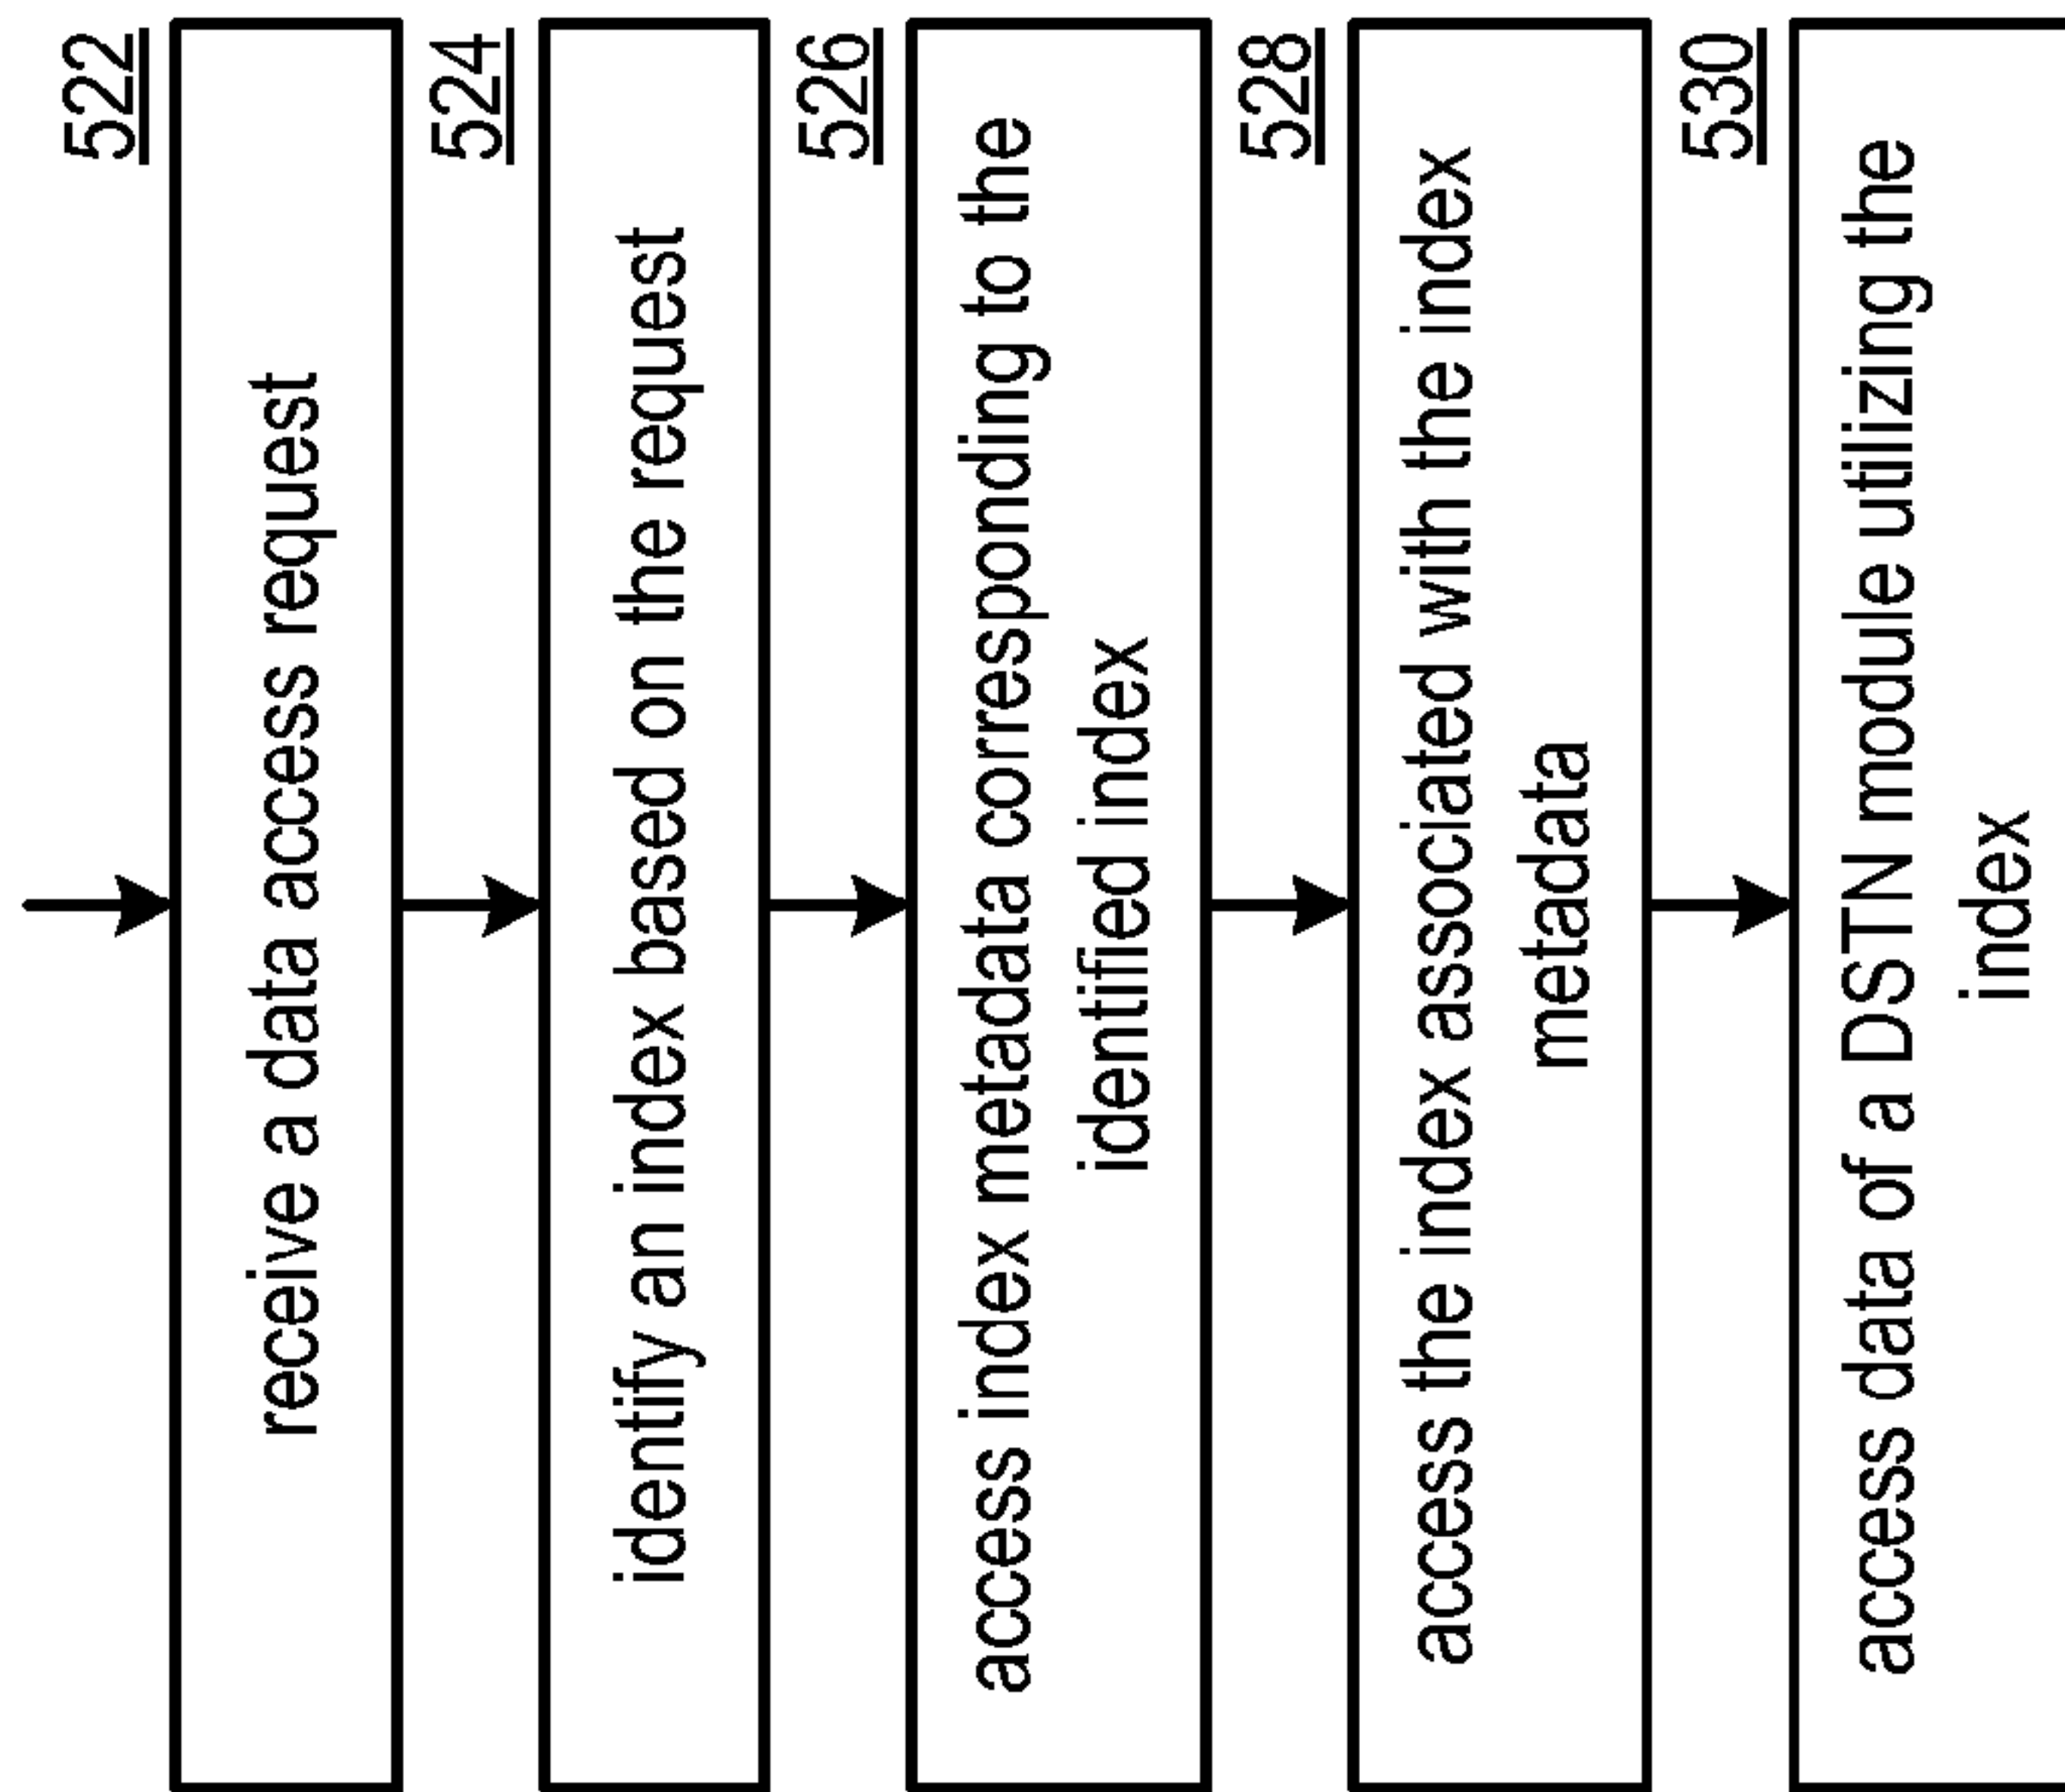 522
receive a data access request
524
identify an index based on the request
526
access index metadata corresponding to the
identified index
528
access the index associated with the index
metadata
530
access data of a DSTN module utilizing the
index